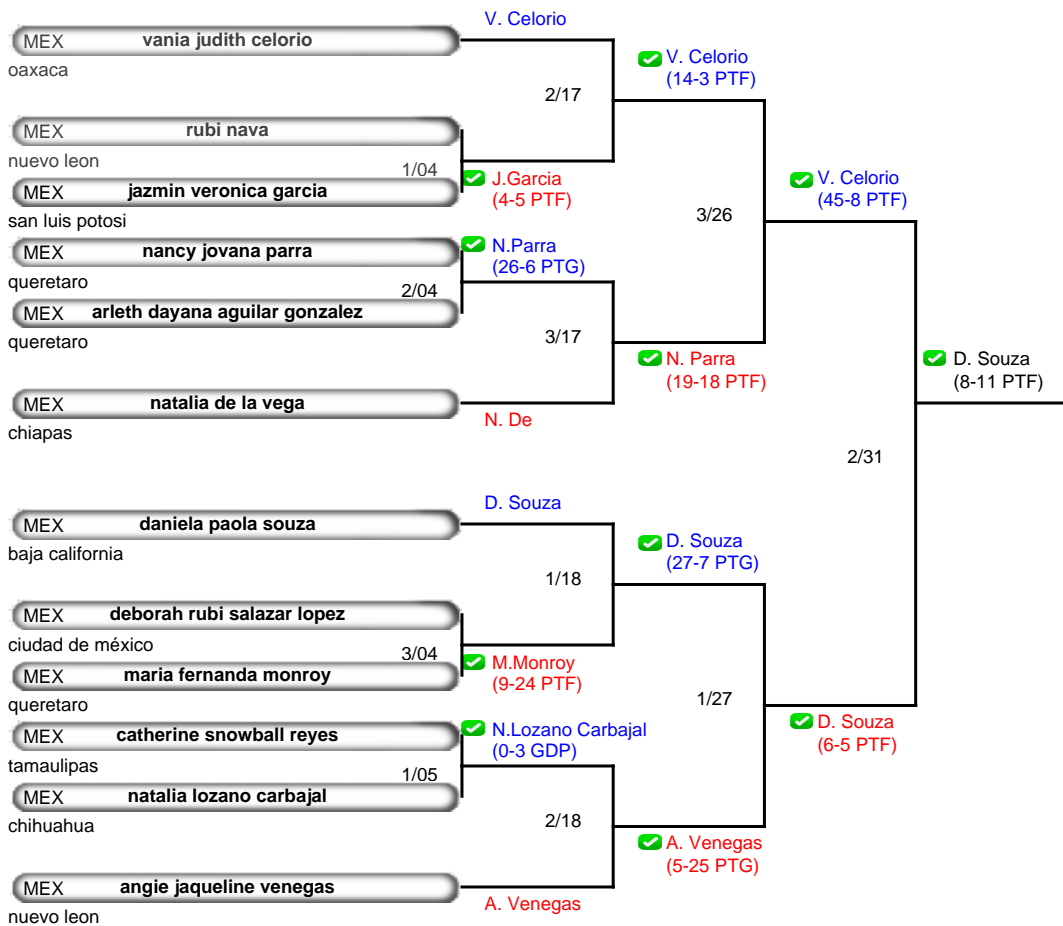 V. Celorio
MEX vania judith celorio
oaxaca
V. Celorio
(14-3 PTF)
2/17
MEX rubi nava
nuevo leon
1/04
MEX jazmin veronica garcia
san luis potosi
J.Garcia
(4-5 PTF)
V. Celorio
(45-8 PTF)
3/26
MEX nancy jovana parra
queretaro
N.Parra
(26-6 PTG)
2/04
MEX arleth dayana aguilar gonzalez
queretaro
3/17
N. Parra
(19-18 PTF)
MEX natalia de la vega
chiapas
N. De
D. Souza
(8-11 PTF)
2/31
D. Souza
MEX daniela paola souza
baja california
D. Souza
(27-7 PTG)
1/18
MEX deborah rubi salazar lopez
ciudad de méxico
3/04
MEX maria fernanda monroy
queretaro
M.Monroy
(9-24 PTF)
1/27
D. Souza
(6-5 PTF)
MEX catherine snowball reyes
tamaulipas
N.Lozano Carbajal
(0-3 GDP)
1/05
MEX natalia lozano carbajal
chihuahua
2/18
A. Venegas
(5-25 PTG)
MEX angie jaqueline venegas
nuevo leon
A. Venegas